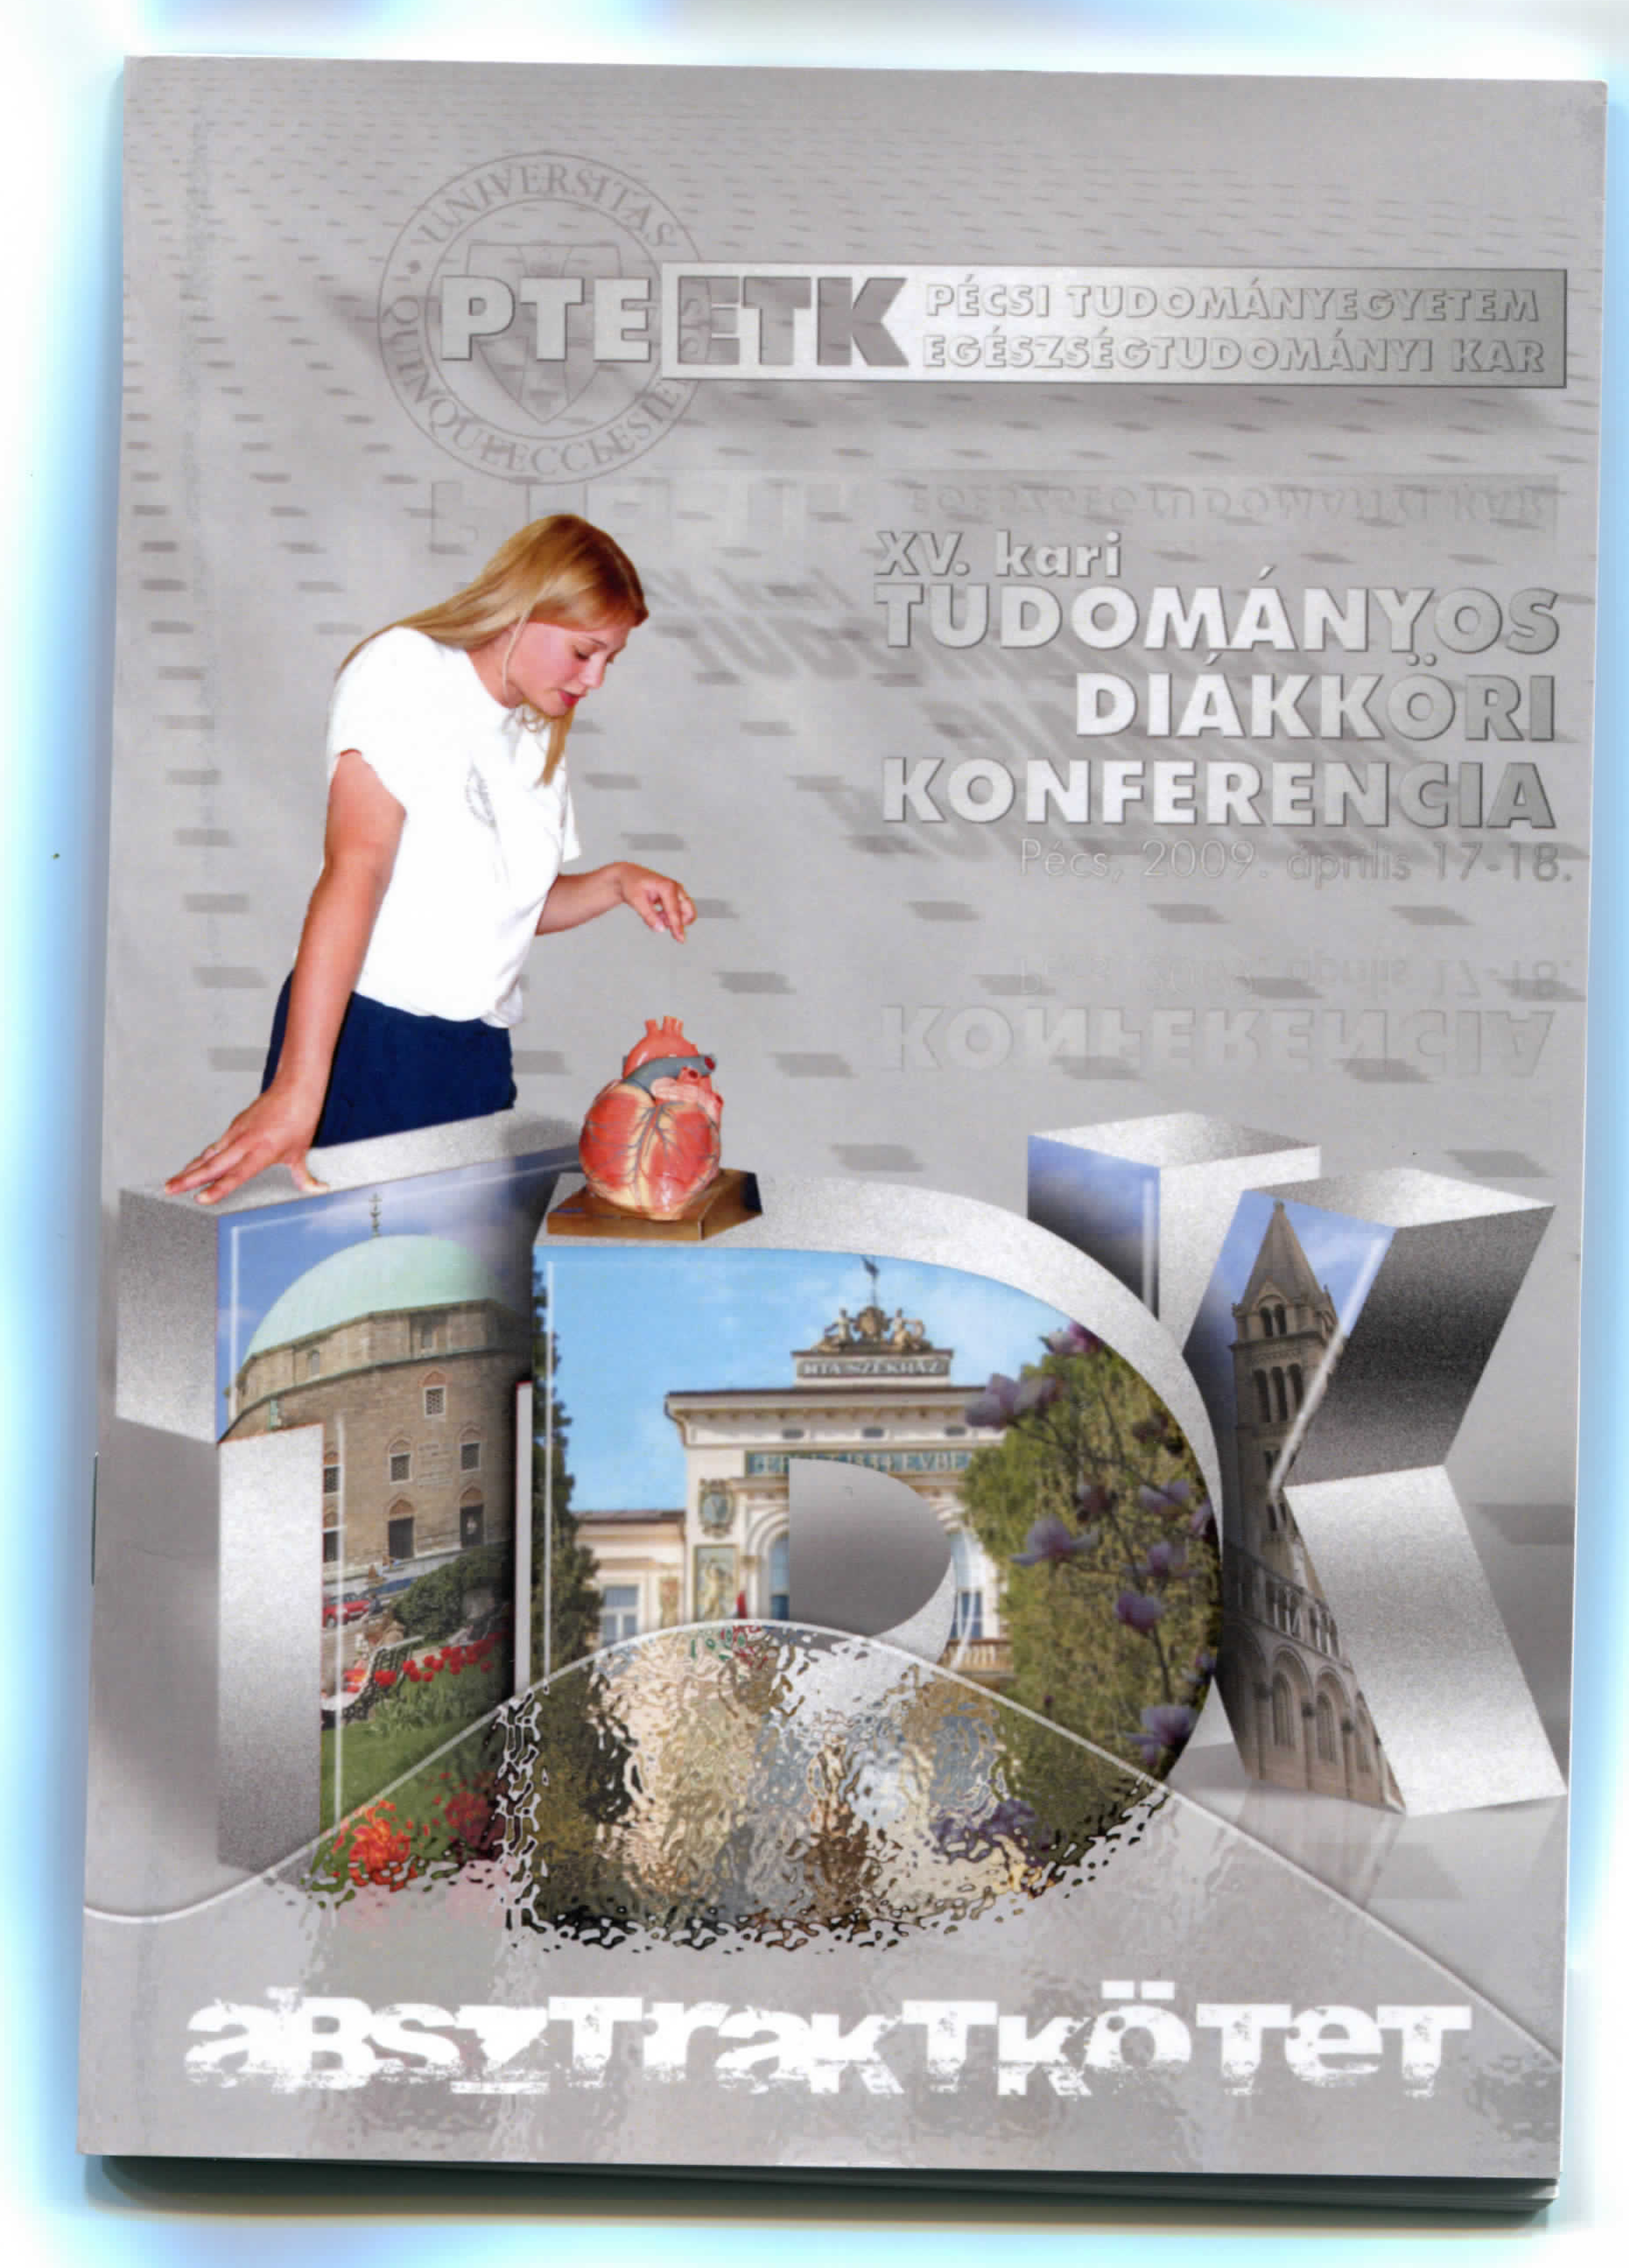 UNIVERSITAS
QUINQUEECCLESIE
PTE ETK PÉCSI TUDOMÁNYEGYETEM
EGÉSZSÉGTUDOMÁNYI KAR
XV. kari
TUDOMÁNYOS
DIÁKKÖRI
KONFERENCIA
Pécs, 2009. április 17-18.
TDK
MTA SZÉKHÁZ
aBszTrakTkÖTeT